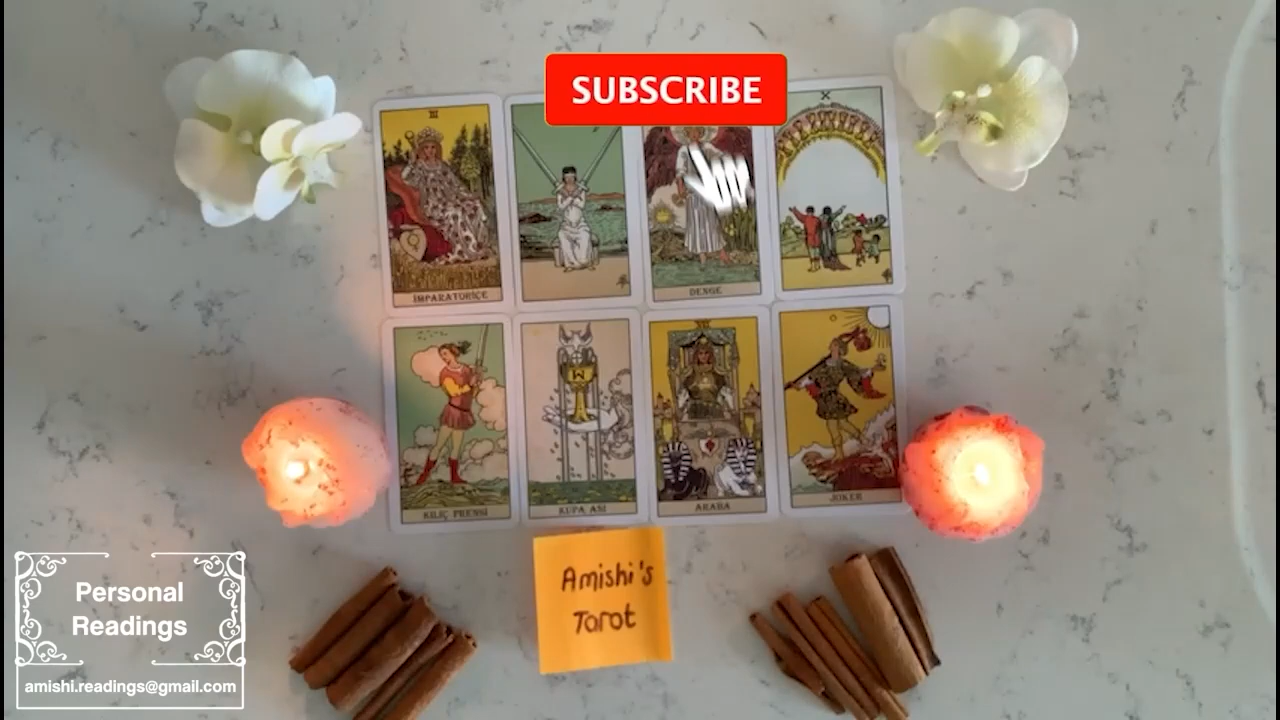 SUBSCRIBE
III
X
İMPARATORİÇE
DENGE
VII
KILIÇ PRENSİ
KUPA ASI
ARABA
JOKER
Amishi's
Tarot
Personal
Readings
amishi.readings@gmail.com